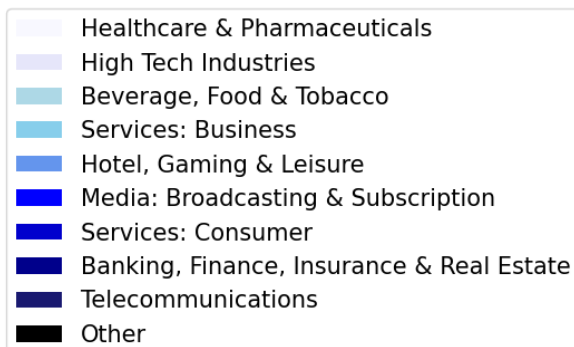 Healthcare & Pharmaceuticals
High Tech Industries
Beverage, Food & Tobacco
Services: Business
Hotel, Gaming & Leisure
Media: Broadcasting & Subscription
Services: Consumer
Banking, Finance, Insurance & Real Estate
Telecommunications
Other